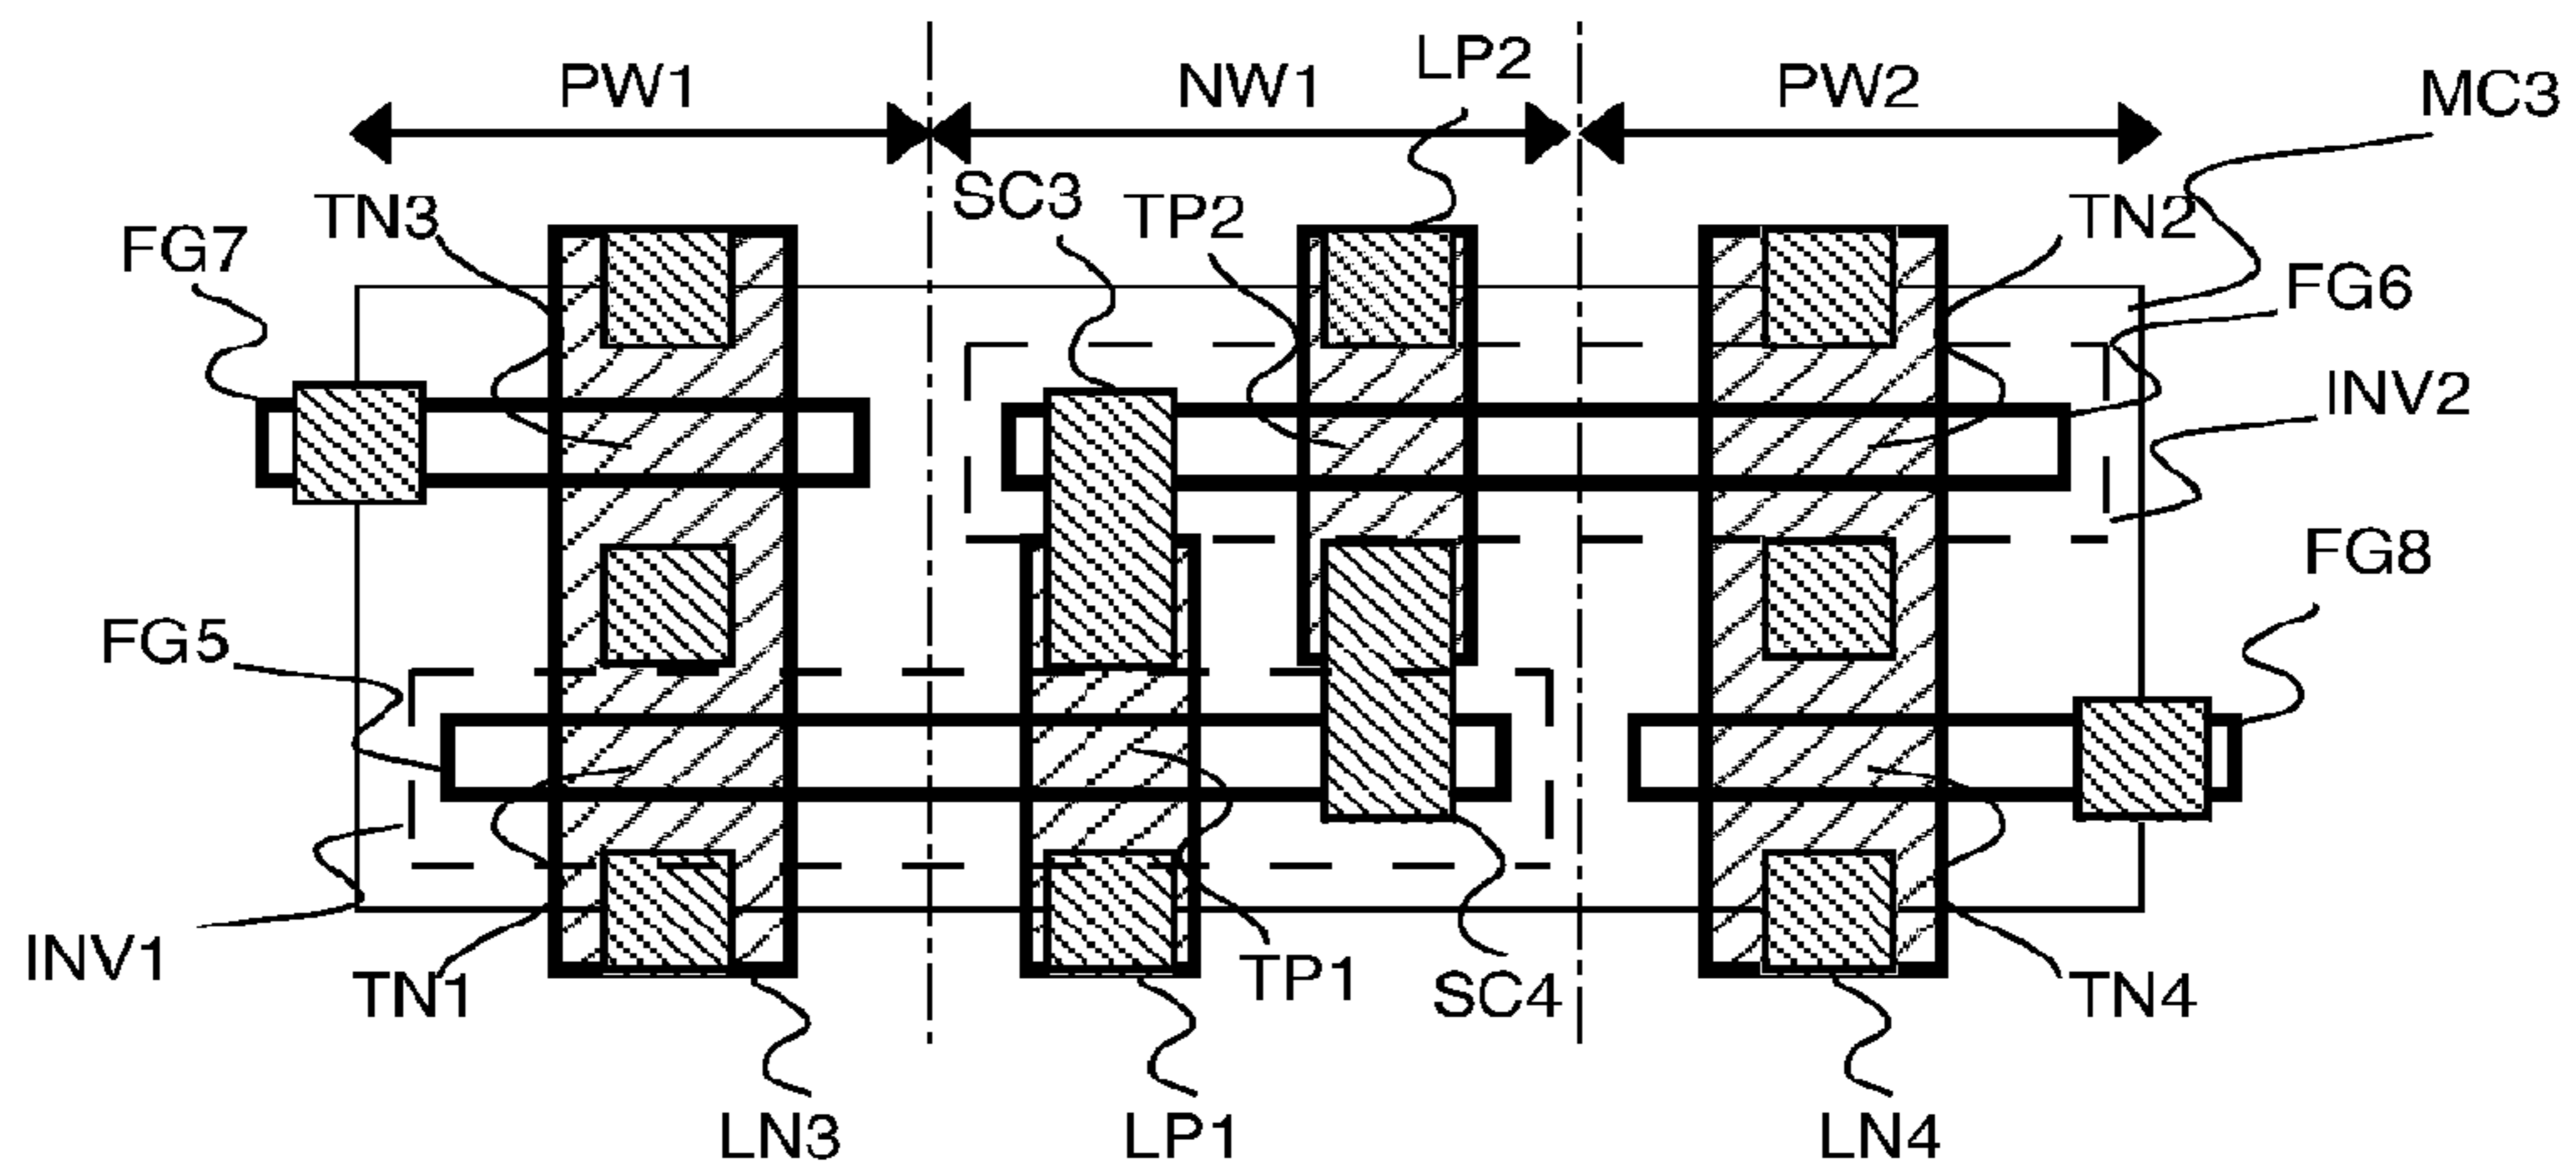 PW1
NW1
LP2
PW2
MC3
SC3
TP2
TN3
TN2
FG7
FG6
INV2
FG8
FG5
INV1
TN1
TP1
SC4
TN4
LN3
LP1
LN4